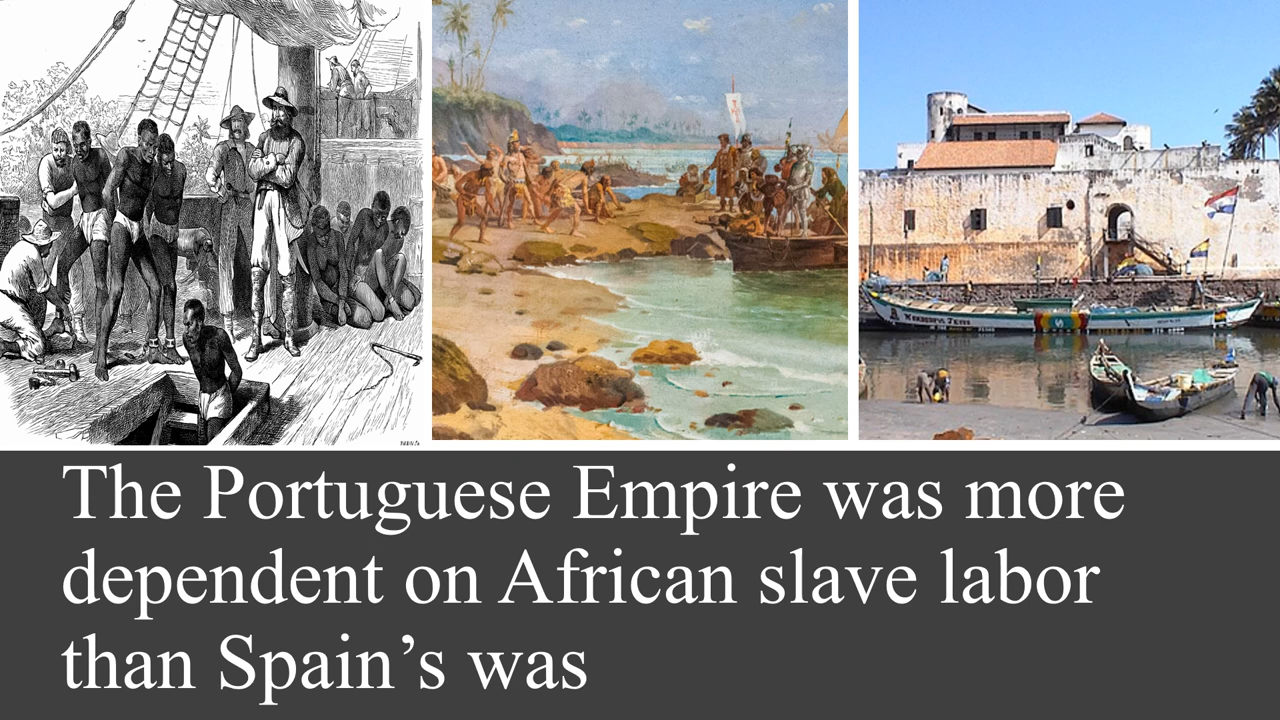 The Portuguese Empire was more
dependent on African slave labor
than Spain’s was